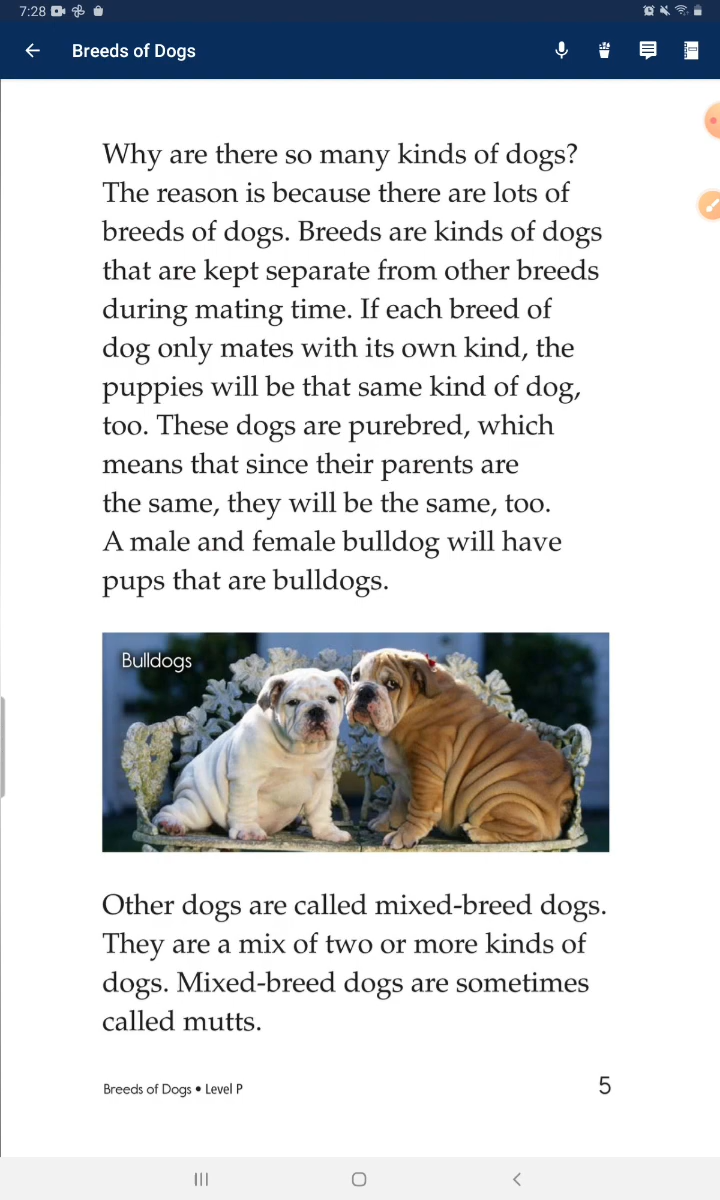 7:28
Breeds of Dogs
Why are there so many kinds of dogs?
The reason is because there are lots of
breeds of dogs. Breeds are kinds of dogs
that are kept separate from other breeds
during mating time. If each breed of
dog only mates with its own kind, the
puppies will be that same kind of dog,
too. These dogs are purebred, which
means that since their parents are
the same, they will be the same, too.
A male and female bulldog will have
pups that are bulldogs.
Bulldogs
Other dogs are called mixed-breed dogs.
They are a mix of two or more kinds of
dogs. Mixed-breed dogs are sometimes
called mutts.
Breeds of Dogs • Level P 5